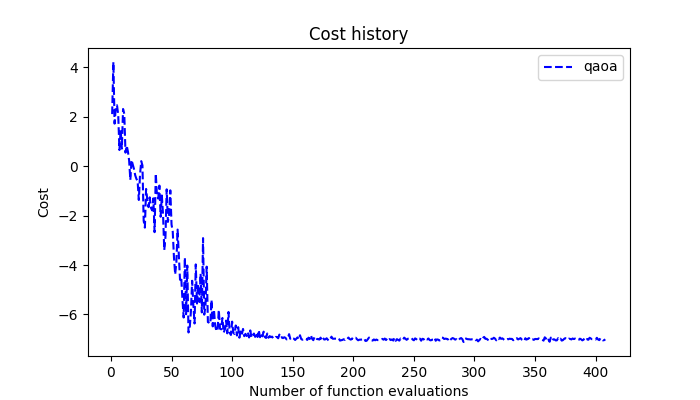 Cost history
qaoa
Cost
4
2
0
−2
−4
−6
0 50 100 150 200 250 300 350 400
Number of function evaluations